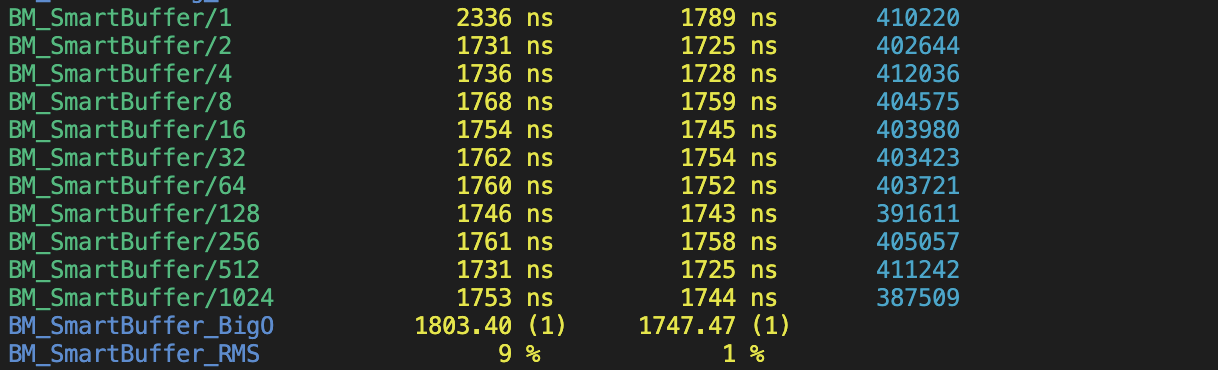 BM_SmartBuffer/1 2336 ns 1789 ns 410220
BM_SmartBuffer/2 1731 ns 1725 ns 402644
BM_SmartBuffer/4 1736 ns 1728 ns 412036
BM_SmartBuffer/8 1768 ns 1759 ns 404575
BM_SmartBuffer/16 1754 ns 1745 ns 403980
BM_SmartBuffer/32 1762 ns 1754 ns 403423
BM_SmartBuffer/64 1760 ns 1752 ns 403721
BM_SmartBuffer/128 1746 ns 1743 ns 391611
BM_SmartBuffer/256 1761 ns 1758 ns 405057
BM_SmartBuffer/512 1731 ns 1725 ns 411242
BM_SmartBuffer/1024 1753 ns 1744 ns 387509
BM_SmartBuffer_BigO 1803.40 (1) 1747.47 (1)
BM_SmartBuffer_RMS 9 % 1 %